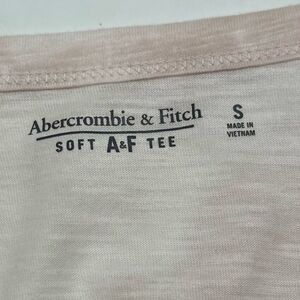 Abercrombie & Fitch
SOFT A&F TEE
S
MADE IN
VIETNAM